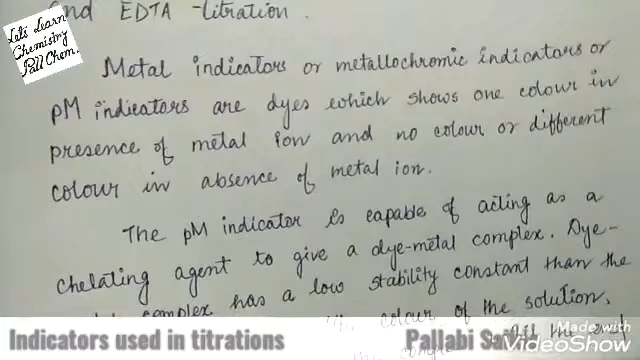 and EDTA -titration.
Let's Learn
Chemistry
Pall Chem.
Metal indicators or metallochromic indicators or
pM indicators are dyes which shows one colour in
presence of metal ion and no colour or different
colour in absence of metal ion.
The pM indicator is capable of acting as a
chelating agent to give a dye-metal complex. Dye-
complex has a low stability constant than the
colour of the solution.
the
Indicators used in titrations
Pallabi
Made with
VideoShow